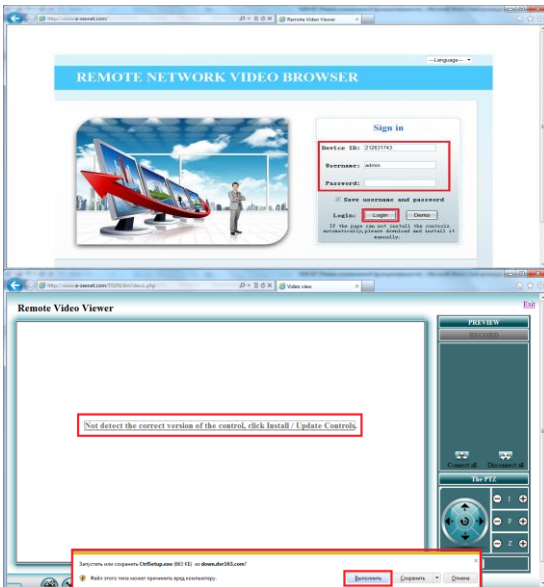 http://www.e-seenet.com/
Remote Video Viewer
--Language--
REMOTE NETWORK VIDEO BROWSER
Sign in
Device ID:
Username: admin
Password:
Save username and password
Login: Login Demo
If the page can not install the controls
automatically, please download and install it
manually.
Video view
Remote Video Viewer
Exit
PREVIEW
RECORD
Not detect the correct version of the control, click Install / Update Controls.
Connect all Disconnect all
The PTZ
I
F
Z
Запустить или сохранить CtrlSetup.exe (863 КБ) из down.dvr163.com?
Файл этого типа может причинить вред компьютеру.
Выполнить Сохранить Отмена